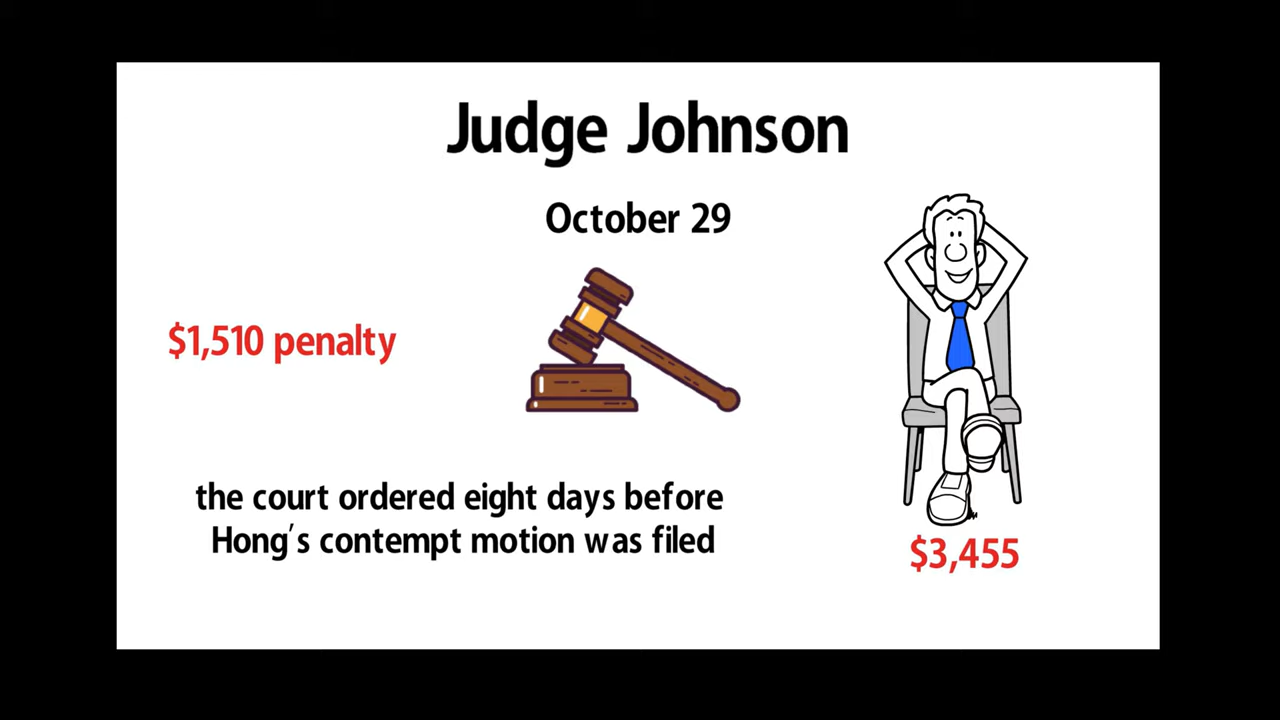 Judge Johnson
October 29
$1,510 penalty
the court ordered eight days before
Hong's contempt motion was filed
$3,455